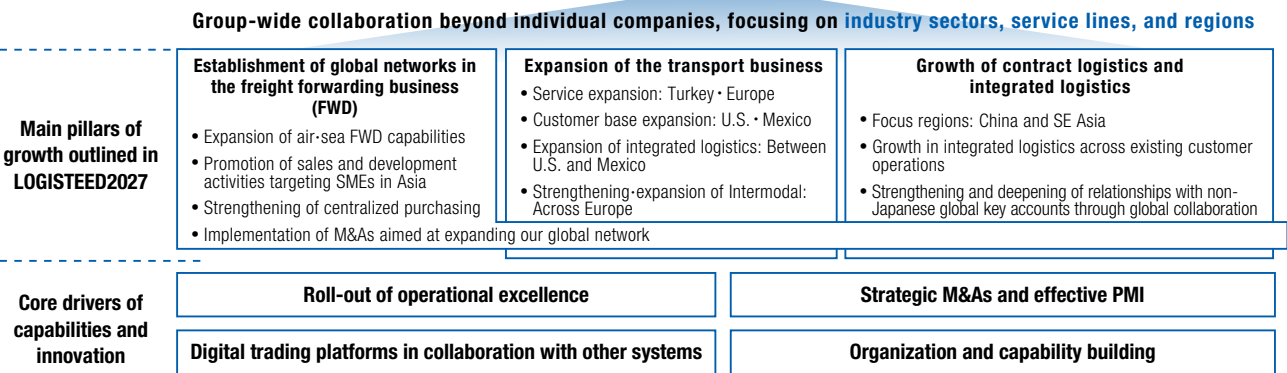 Group-wide collaboration beyond individual companies, focusing on industry sectors, service lines, and regions
Main pillars of
growth outlined in
LOGISTEED2027
Establishment of global networks in
the freight forwarding business
(FWD)
• Expansion of air·sea FWD capabilities
• Promotion of sales and development
activities targeting SMEs in Asia
• Strengthening of centralized purchasing
• Implementation of M&As aimed at expanding our global network
Expansion of the transport business
• Service expansion: Turkey · Europe
• Customer base expansion: U.S. · Mexico
• Expansion of integrated logistics: Between
U.S. and Mexico
• Strengthening·expansion of Intermodal:
Across Europe
Growth of contract logistics and
integrated logistics
• Focus regions: China and SE Asia
• Growth in integrated logistics across existing customer
operations
• Strengthening and deepening of relationships with non-
Japanese global key accounts through global collaboration
Core drivers of
capabilities and
innovation
Roll-out of operational excellence
Strategic M&As and effective PMI
Digital trading platforms in collaboration with other systems
Organization and capability building